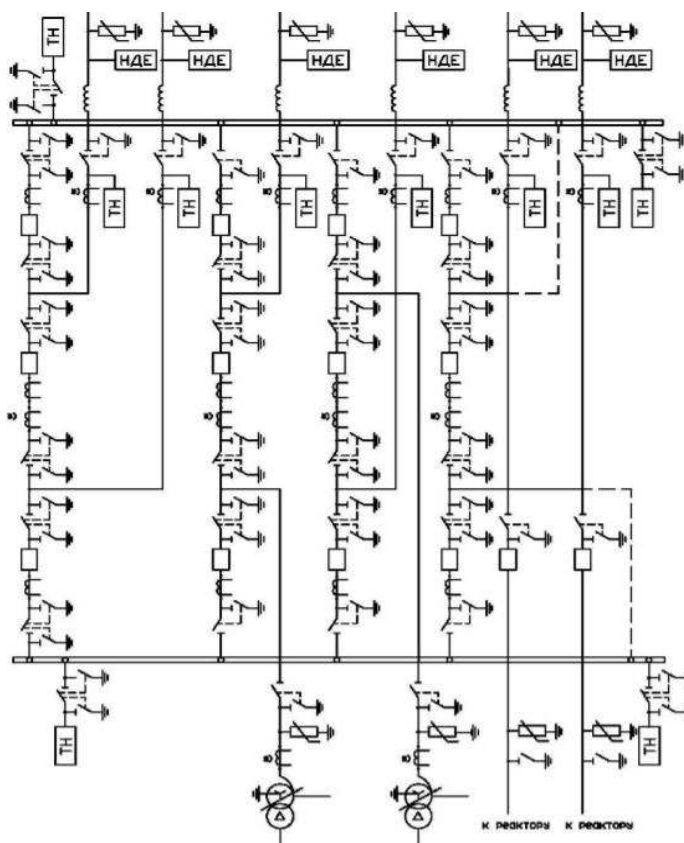 ТН
НДЕ НДЕ НДЕ НДЕ НДЕ НДЕ
ТН ТН ТН ТН ТН ТН ТН
ТН ТН
К РЕАКТОРУ К РЕАКТОРУ